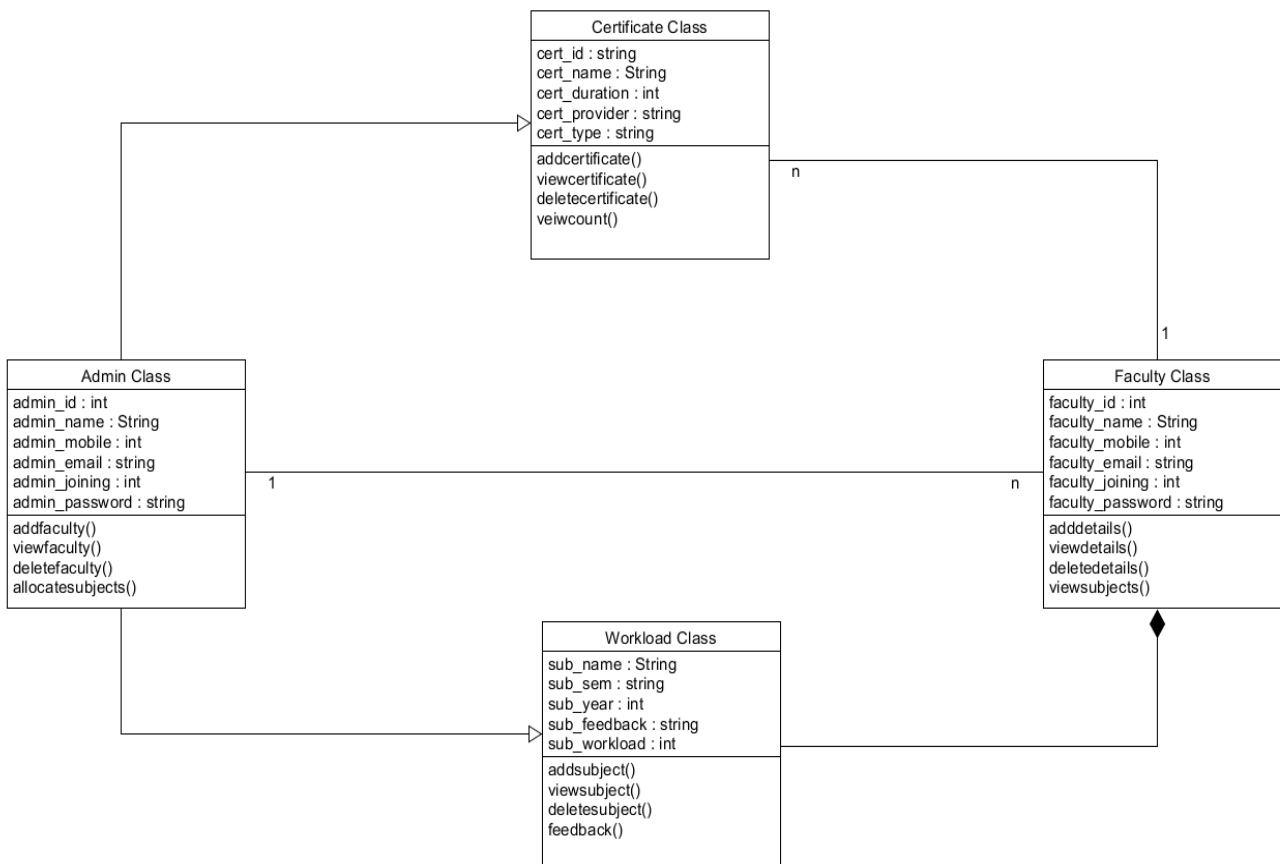 Certificate Class
cert_id : string
cert_name : String
cert_duration : int
cert_provider : string
cert_type : string
addcertificate()
viewcertificate()
deletecertificate()
veiwcount()
n
1
Admin Class
admin_id : int
admin_name : String
admin_mobile : int
admin_email : string
admin_joining : int
admin_password : string
addfaculty()
viewfaculty()
deletefaculty()
allocatesubjects()
1
n
Faculty Class
faculty_id : int
faculty_name : String
faculty_mobile : int
faculty_email : string
faculty_joining : int
faculty_password : string
adddetails()
viewdetails()
deletedetails()
viewsubjects()
Workload Class
sub_name : String
sub_sem : string
sub_year : int
sub_feedback : string
sub_workload : int
addsubject()
viewsubject()
deletesubject()
feedback()